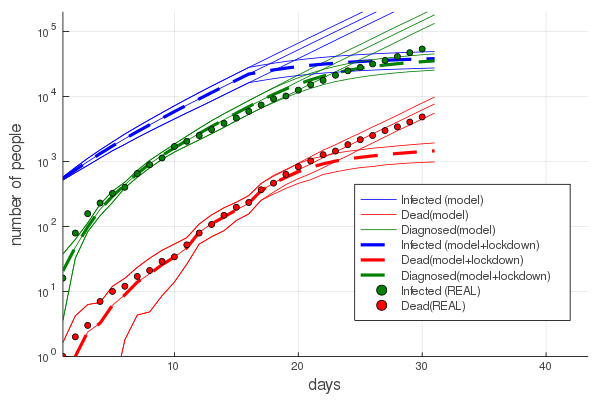 10^5
10^4
10^3
10^2
10^1
10^0
number of people
10
20
30
40
days
Infected (model)
Dead(model)
Diagnosed(model)
Infected (model+lockdown)
Dead(model+lockdown)
Diagnosed(model+lockdown)
Infected (REAL)
Dead(REAL)